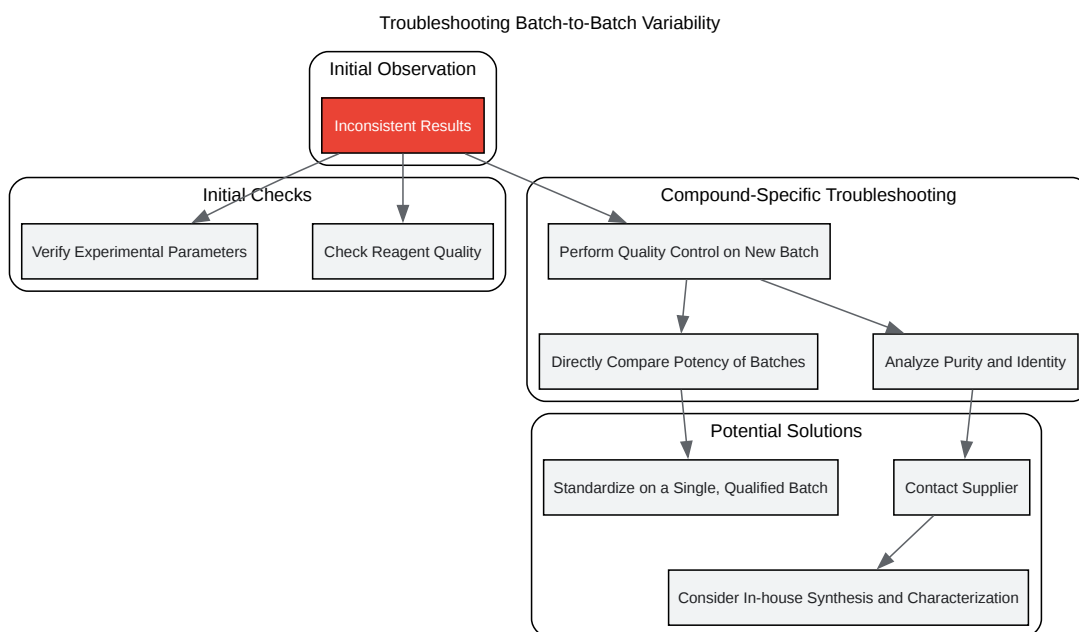 Troubleshooting Batch-to-Batch Variability
Initial Observation
Inconsistent Results
Initial Checks
Compound-Specific Troubleshooting
Verify Experimental Parameters
Check Reagent Quality
Perform Quality Control on New Batch
Directly Compare Potency of Batches
Analyze Purity and Identity
Potential Solutions
Standardize on a Single, Qualified Batch
Contact Supplier
Consider In-house Synthesis and Characterization